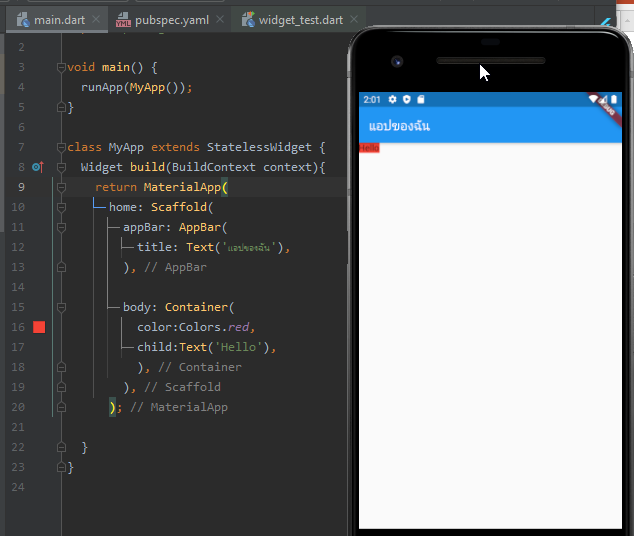 main.dart pubspec.yaml widget_test.dart
2
3 void main() {
4 runApp(MyApp());
5 }
6
7 class MyApp extends StatelessWidget {
8 Widget build(BuildContext context){
9 return MaterialApp(
10 home: Scaffold(
11 appBar: AppBar(
12 title: Text('แอปของฉัน'),
13 ), // AppBar
14
15 body: Container(
16 color:Colors.red,
17 child:Text('Hello'),
18 ), // Container
19 ), // Scaffold
20 ); // MaterialApp
21
22 }
23 }
24
2:01
แอปของฉัน
Hello